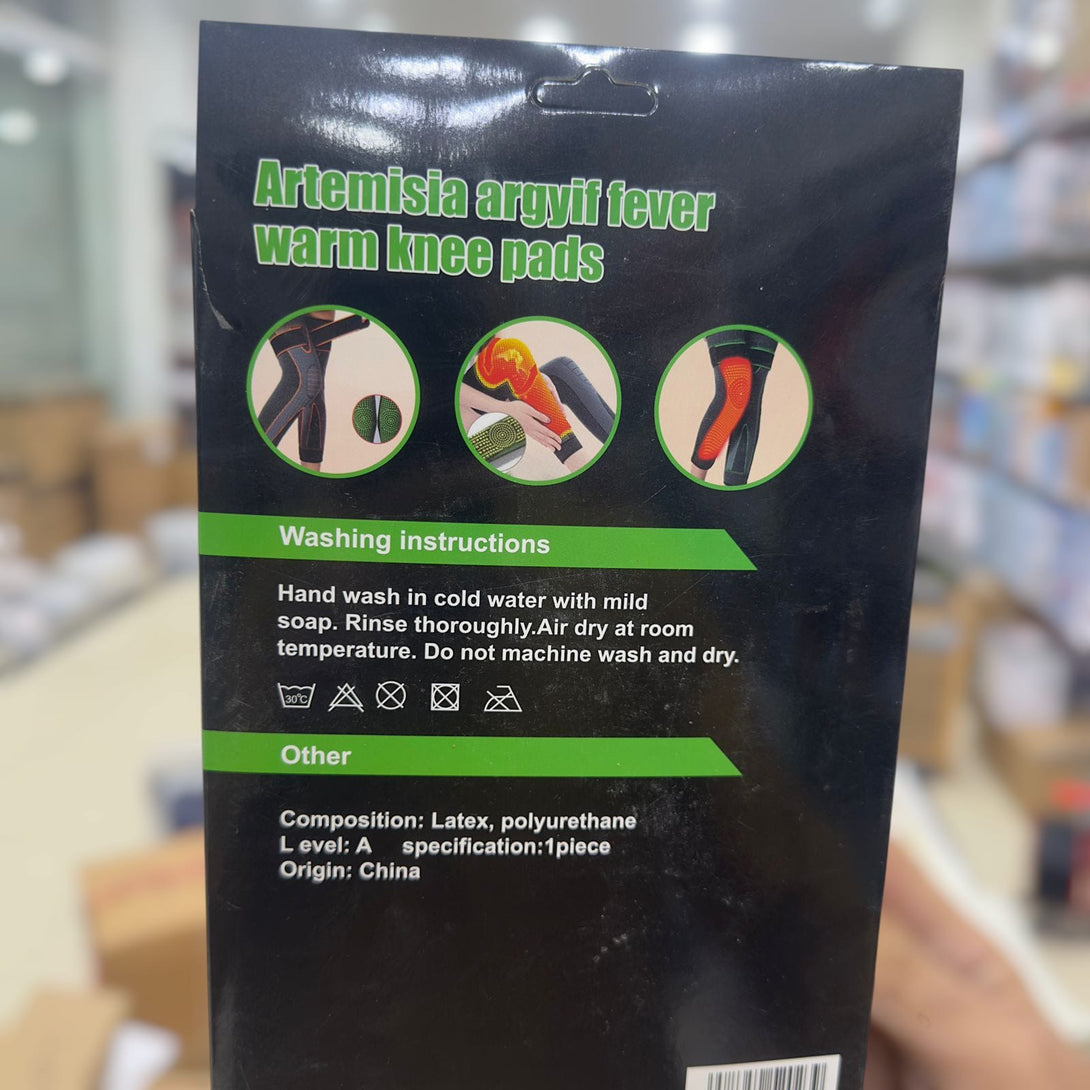 Artemisia argyif fever
warm knee pads
Washing instructions
Hand wash in cold water with mild
soap. Rinse thoroughly.Air dry at room
temperature. Do not machine wash and dry.
30°C
Other
Composition: Latex, polyurethane
L evel: A specification:1piece
Origin: China